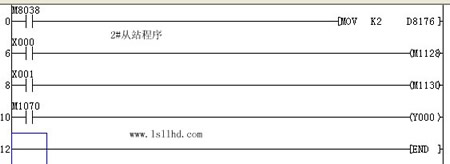 M8038
0 MOV K2 D8176
2#从站程序
X000
6 M1128
X001
8 M1130
M1070
10 Y000
www.lsllhd.com
12 END